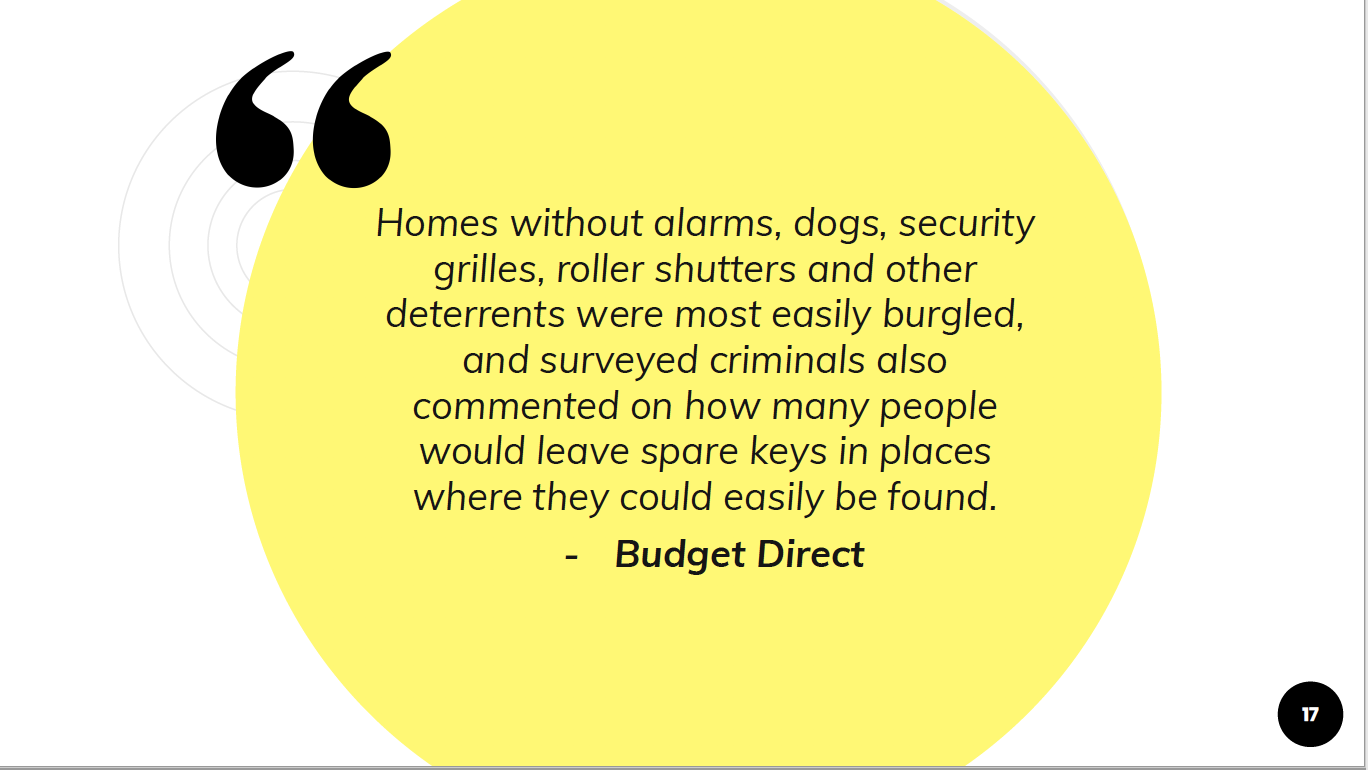 “
Homes without alarms, dogs, security
grilles, roller shutters and other
deterrents were most easily burgled,
and surveyed criminals also
commented on how many people
would leave spare keys in places
where they could easily be found.
- Budget Direct
17